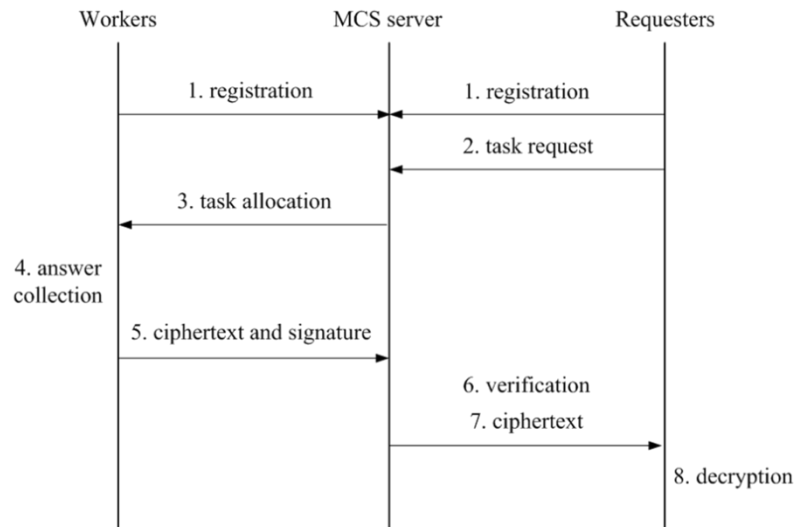 Workers
MCS server
Requesters
1. registration
1. registration
2. task request
3. task allocation
4. answer
collection
5. ciphertext and signature
6. verification
7. ciphertext
8. decryption